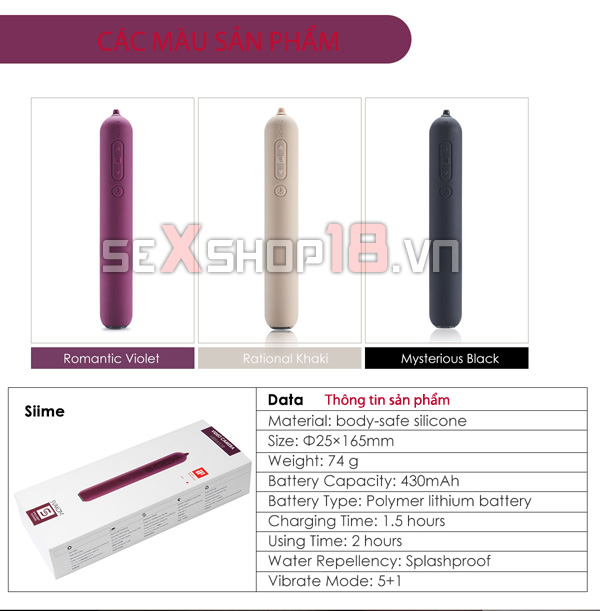 CÁC MÀU SẢN PHẨM
SEXSHOP18.vn
Romantic Violet
Rational Khaki
Mysterious Black
Siime
Data Thông tin sản phẩm
Material: body-safe silicone
Size: Φ25×165mm
Weight: 74 g
Battery Capacity: 430mAh
Battery Type: Polymer lithium battery
Charging Time: 1.5 hours
Using Time: 2 hours
Water Repellency: Splashproof
Vibrate Mode: 5+1